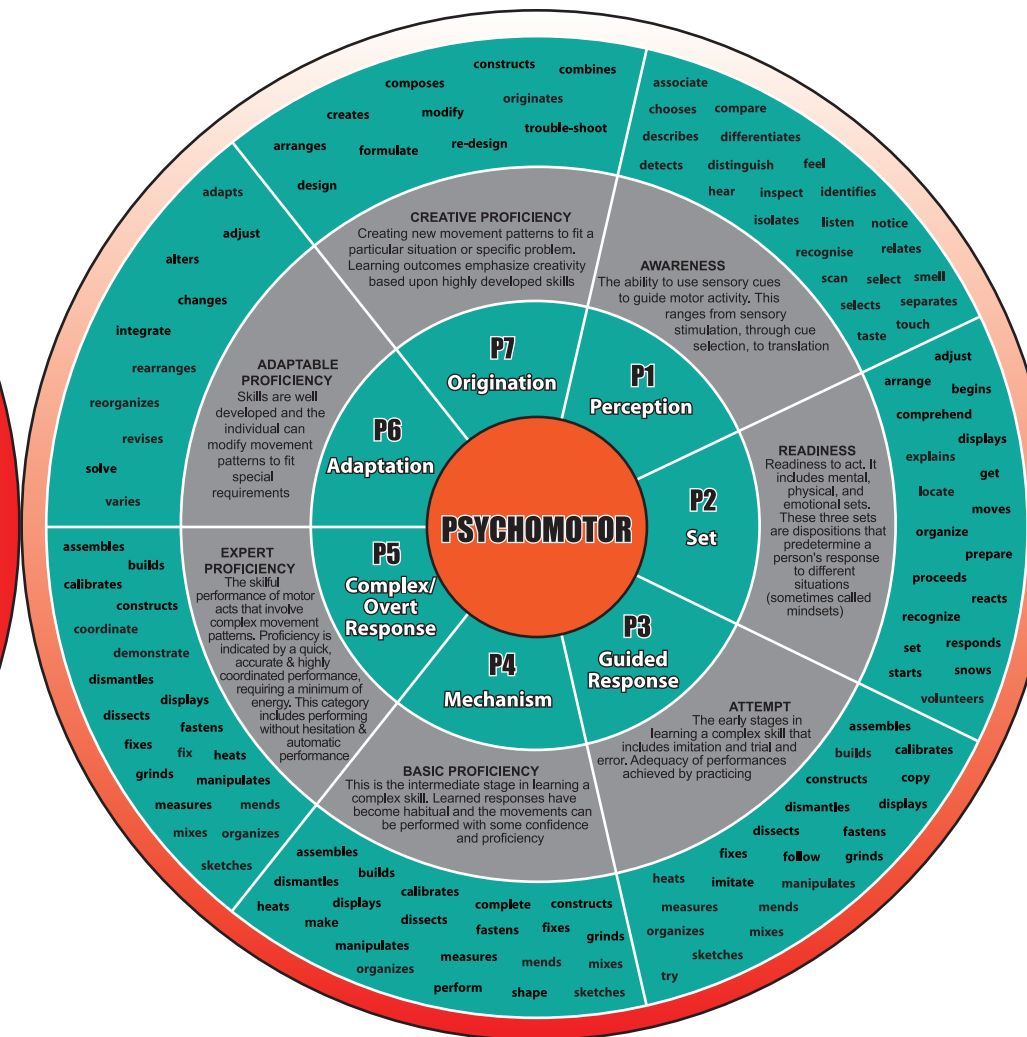 PSYCHOMOTOR
P1
Perception
AWARENESS
The ability to use sensory cues
to guide motor activity. This
ranges from sensory
stimulation, through cue
selection, to translation
associate
chooses compare
describes differentiates
detects distinguish feel
hear inspect identifies
isolates listen notice
recognise relates
scan select smell
selects separates
taste touch
P2
Set
READINESS
Readiness to act. It
includes mental,
physical, and
emotional sets.
These three sets
are dispositions that
predetermine a
person's response
to different
situations
(sometimes called
mindsets)
adjust
arrange begins
comprehend
displays
explains
get
locate
moves
organize
prepare
proceeds
reacts
recognize
set responds
starts snows
volunteers
P3
Guided
Response
ATTEMPT
The early stages in
learning a complex skill that
includes imitation and trial and
error. Adequacy of performances
achieved by practicing
assembles
builds calibrates
constructs copy
dismantles displays
dissects fastens
fixes follow grinds
heats imitate manipulates
measures mends
organizes mixes
sketches
try
P4
Mechanism
BASIC PROFICIENCY
This is the intermediate stage in learning a
complex skill. Learned responses have
become habitual and the movements can
be performed with some confidence
and proficiency
assembles
dismantles builds
calibrates
heats displays complete constructs
make dissects fastens fixes grinds
manipulates
measures mends mixes
organizes
perform shape sketches
P5
Complex/
Overt
Response
EXPERT
PROFICIENCY
The skilful
performance of motor
acts that involve
complex movement
patterns. Proficiency is
indicated by a quick,
accurate & highly
coordinated performance,
requiring a minimum of
energy. This category
includes performing
without hesitation &
automatic
performance
assembles
builds
calibrates
constructs
coordinate
demonstrate
dismantles
displays
dissects
fastens
fixes fix heats
grinds manipulates
measures mends
mixes organizes
sketches
P6
Adaptation
ADAPTABLE
PROFICIENCY
Skills are well
developed and the
individual can
modify movement
patterns to fit
special
requirements
adapts
adjust
alters
changes
integrate
rearranges
reorganizes
revises
solve
varies
P7
Origination
CREATIVE PROFICIENCY
Creating new movement patterns to fit a
particular situation or specific problem.
Learning outcomes emphasize creativity
based upon highly developed skills
constructs combines
composes
originates
creates modify
trouble-shoot
arranges formulate re-design
design